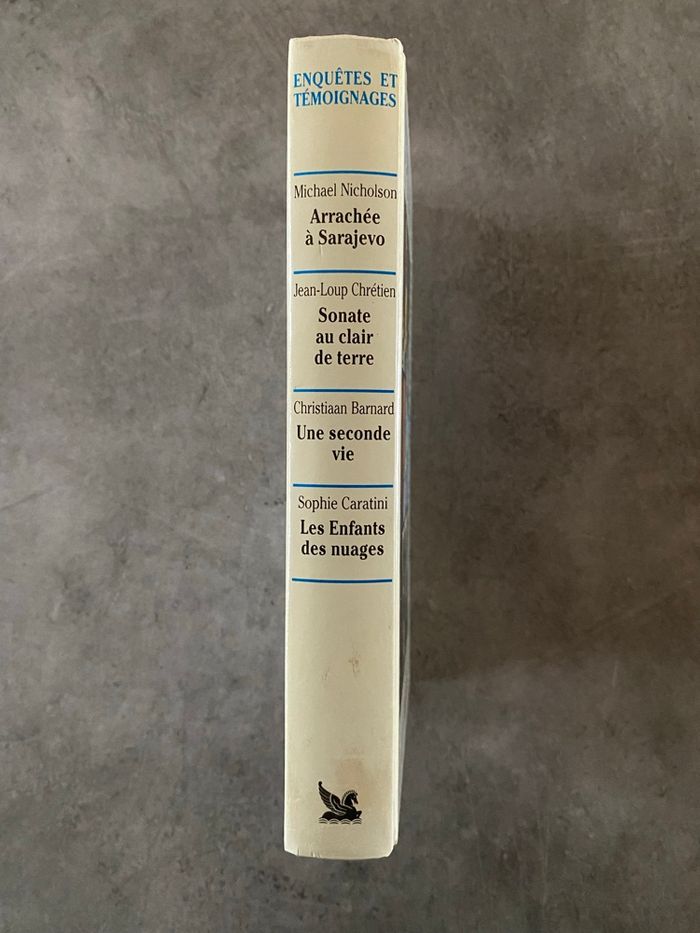 ENQUÊTES ET
TÉMOIGNAGES
Michael Nicholson
Arrachée
à Sarajevo
Jean-Loup Chrétien
Sonate
au clair
de terre
Christiaan Barnard
Une seconde
vie
Sophie Caratini
Les Enfants
des nuages